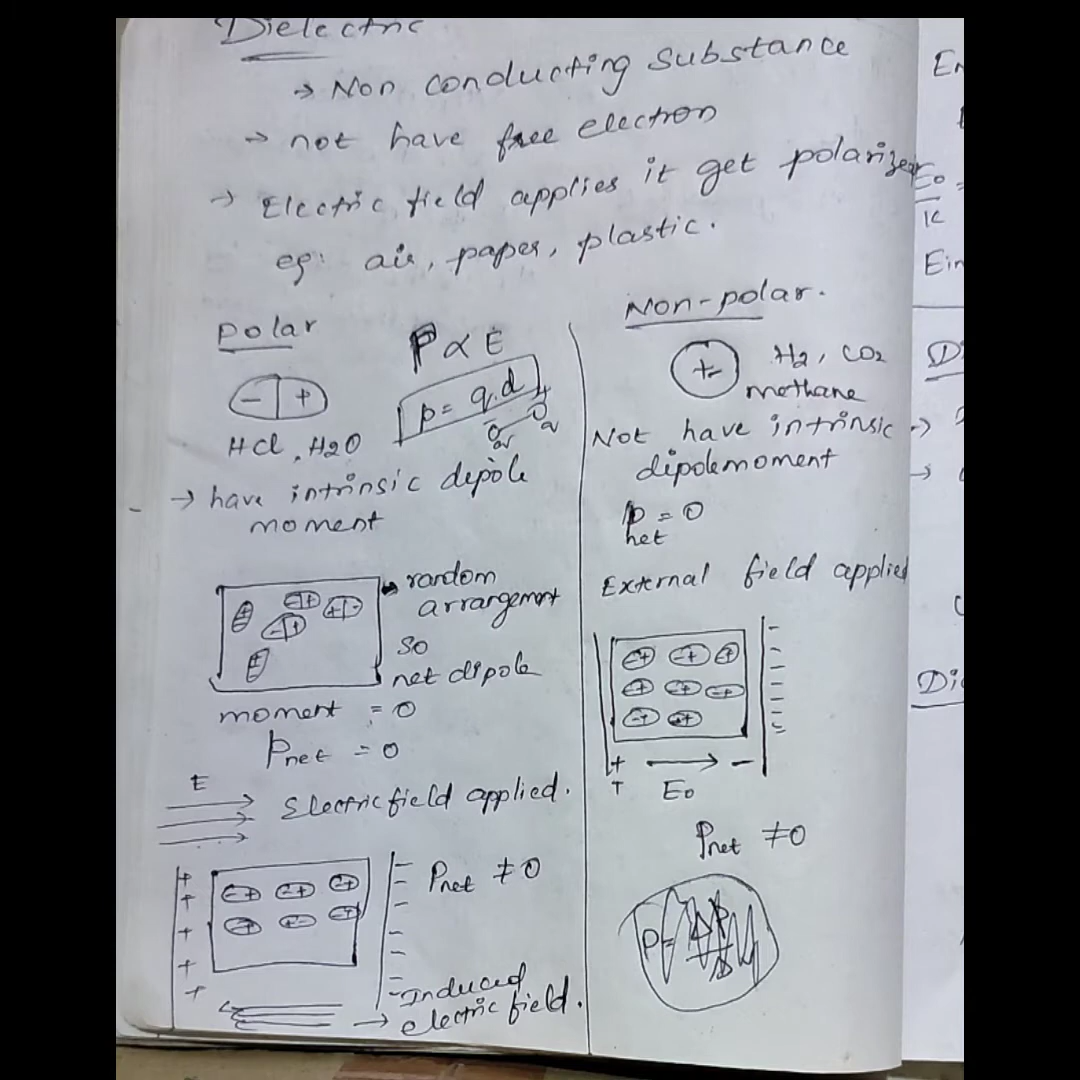 Dielectric
→ Non conducting substance
→ not have free electron
→ Electric field applies it get polarized
eg: air, paper, plastic.
Polar
P ∝ E
p = q.d
- +
HCl, H2O
→ have intrinsic dipole
moment
random
arrangement
so
net dipole
moment = 0
Pnet = 0
E
Electric field applied.
Pnet ≠ 0
→ induced
electric field.
Non-polar.
+-
H2, CO2
methane
Not have intrinsic
dipolemoment
p = 0
net
External field applied
+ → -
+ E0
Pnet ≠ 0
P=
E0
K
Ein